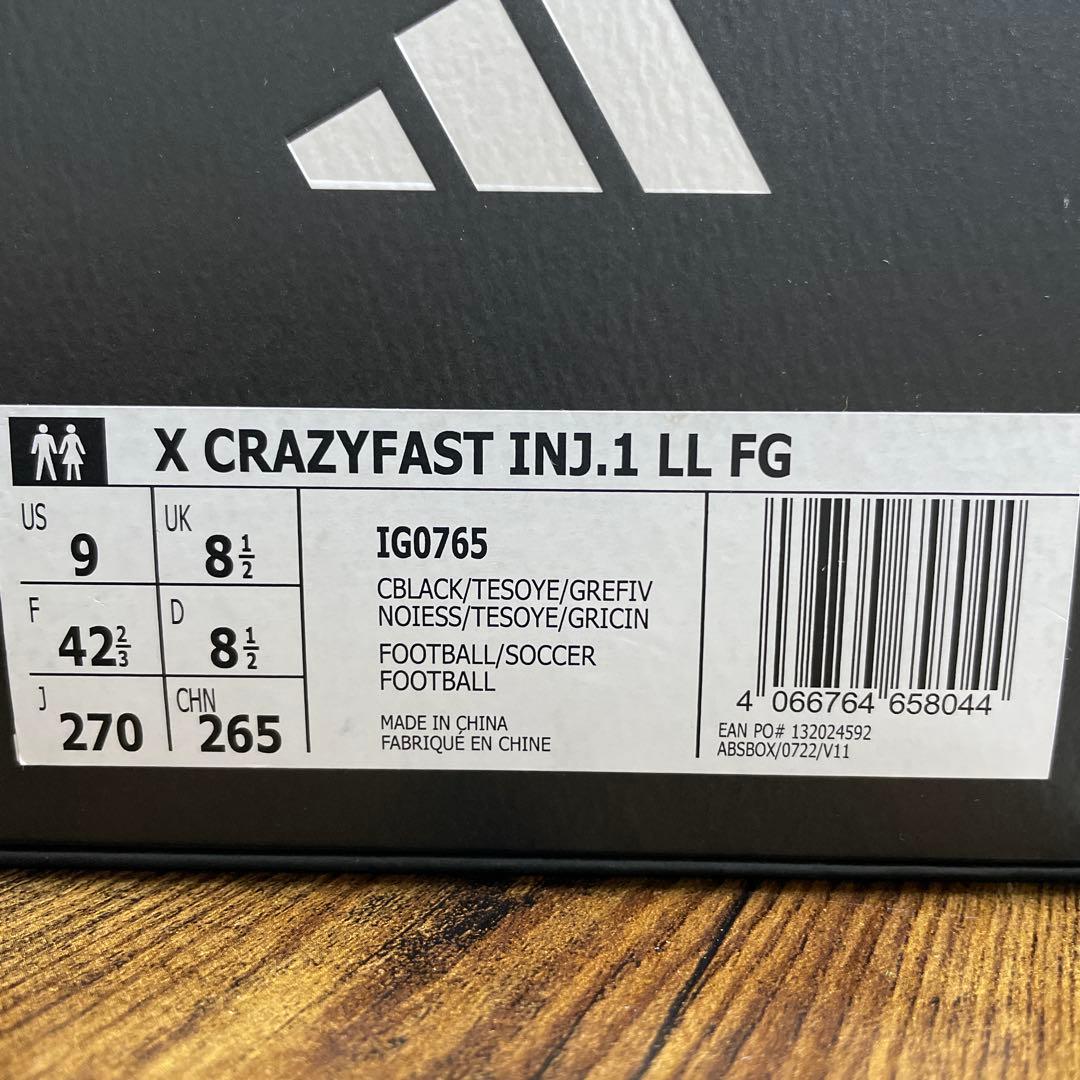 X CRAZYFAST INJ.1 LL FG
US
9
UK
8 1/2
F
42 2/3
D
8 1/2
J
270
CHN
265
IG0765
CBLACK/TESOYE/GREFIV
NOIESS/TESOYE/GRICIN
FOOTBALL/SOCCER
FOOTBALL
MADE IN CHINA
FABRIQUÉ EN CHINE
4 066764 658044
EAN PO# 132024592
ABSBOX/0722/V11